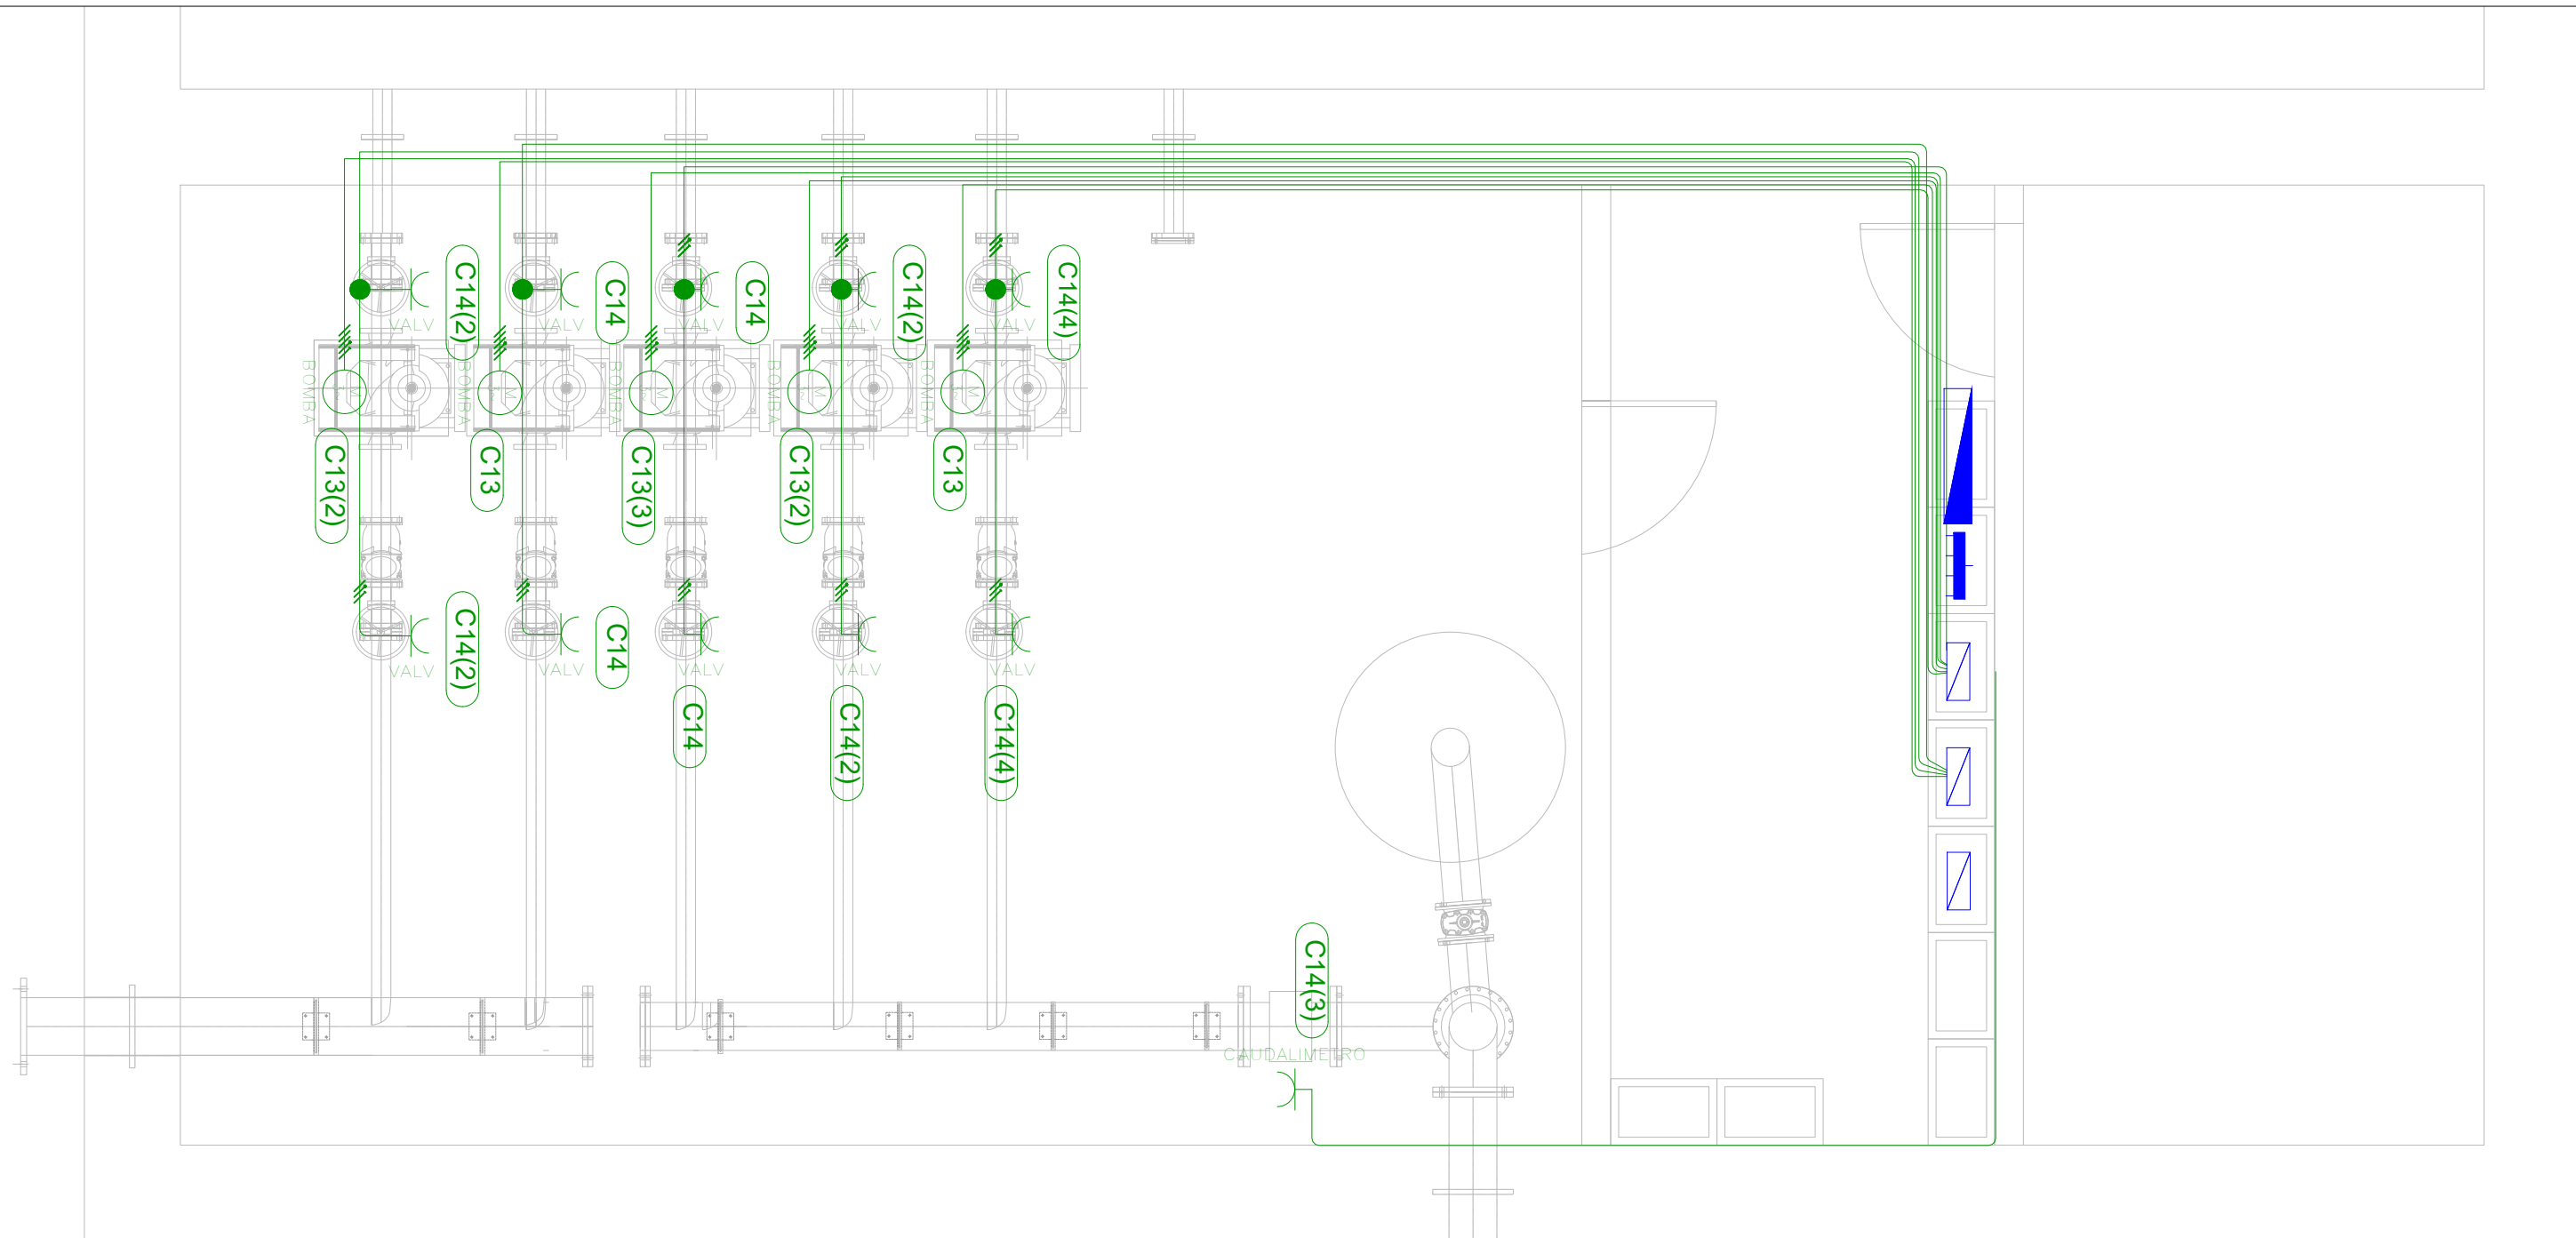 C14(2)
C14
C14
C14(2)
C14(4)
VALV
VALV
VALV
VALV
VALV
BOMBA
BOMBA
BOMBA
BOMBA
BOMBA
M
M
M
M
M
C13(2)
C13
C13(3)
C13(2)
C13
C14(2)
C14
VALV
VALV
VALV
VALV
VALV
C14
C14(2)
C14(4)
C14(3)
CAUDALIMETRO